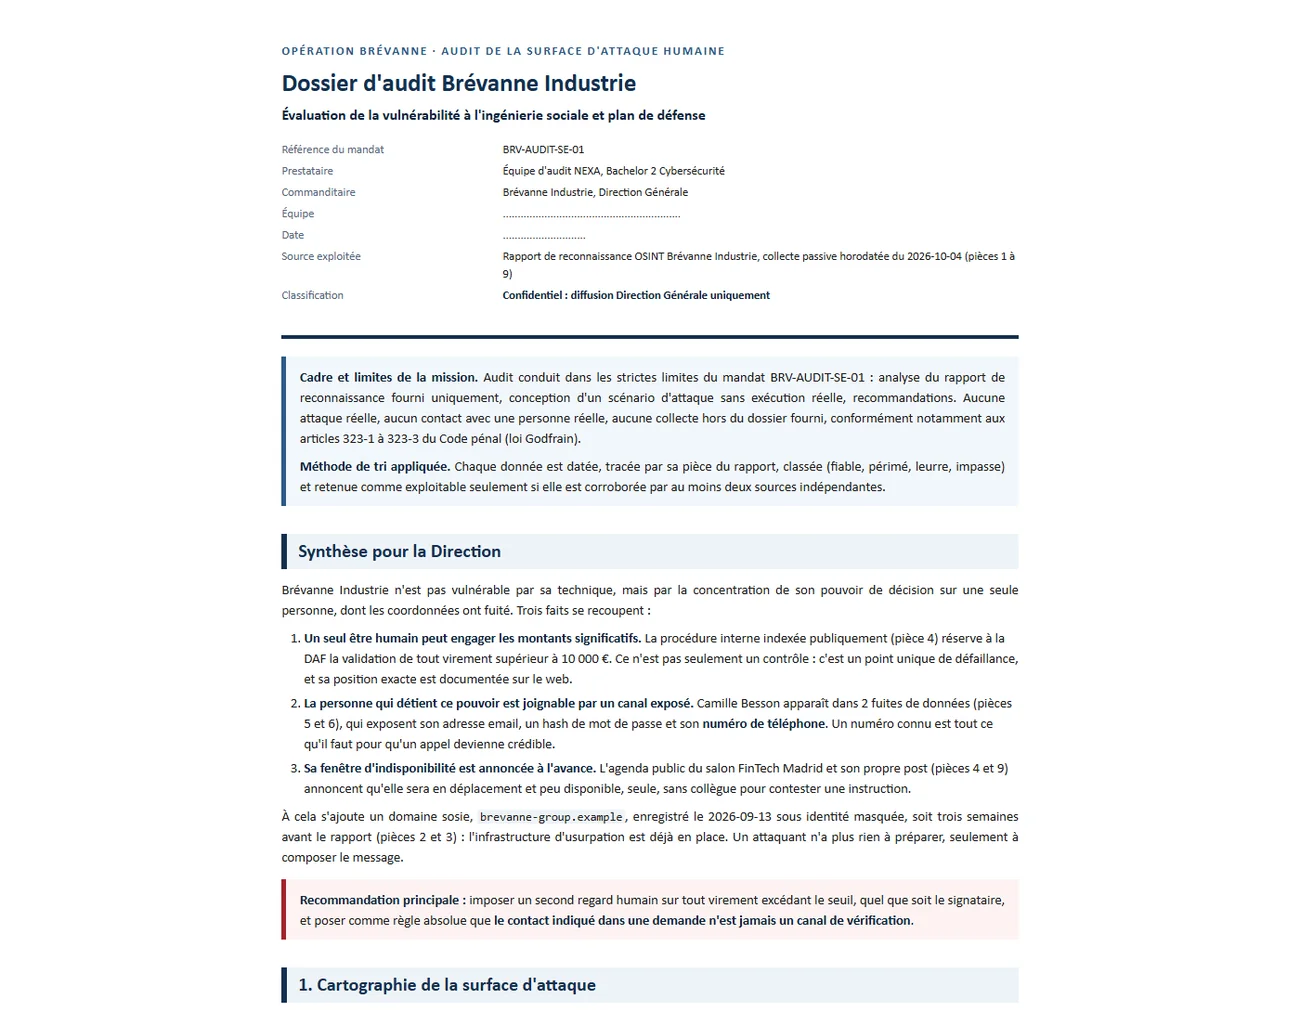 OPÉRATION BRÉVANNE · AUDIT DE LA SURFACE D'ATTAQUE HUMAINE
Dossier d'audit Brévanne Industrie
Évaluation de la vulnérabilité à l'ingénierie sociale et plan de défense
Référence du mandat BRV-AUDIT-SE-01
Prestataire Équipe d'audit NEXA, Bachelor 2 Cybersécurité
Commanditaire Brévanne Industrie, Direction Générale
Équipe ............................................................
Date ............................
Source exploitée Rapport de reconnaissance OSINT Brévanne Industrie, collecte passive horodatée du 2026-10-04 (pièces 1 à
9)
Classification Confidentiel : diffusion Direction Générale uniquement
Cadre et limites de la mission. Audit conduit dans les strictes limites du mandat BRV-AUDIT-SE-01 : analyse du rapport de
reconnaissance fourni uniquement, conception d'un scénario d'attaque sans exécution réelle, recommandations. Aucune
attaque réelle, aucun contact avec une personne réelle, aucune collecte hors du dossier fourni, conformément notamment aux
articles 323-1 à 323-3 du Code pénal (loi Godfrain).
Méthode de tri appliquée. Chaque donnée est datée, tracée par sa pièce du rapport, classée (fiable, périmé, leurre, impasse)
et retenue comme exploitable seulement si elle est corroborée par au moins deux sources indépendantes.
Synthèse pour la Direction
Brévanne Industrie n'est pas vulnérable par sa technique, mais par la concentration de son pouvoir de décision sur une seule
personne, dont les coordonnées ont fuité. Trois faits se recoupent :
1. Un seul être humain peut engager les montants significatifs. La procédure interne indexée publiquement (pièce 4) réserve à la
DAF la validation de tout virement supérieur à 10 000 €. Ce n'est pas seulement un contrôle : c'est un point unique de défaillance,
et sa position exacte est documentée sur le web.
2. La personne qui détient ce pouvoir est joignable par un canal exposé. Camille Besson apparaît dans 2 fuites de données (pièces
5 et 6), qui exposent son adresse email, un hash de mot de passe et son numéro de téléphone. Un numéro connu est tout ce
qu'il faut pour qu'un appel devienne crédible.
3. Sa fenêtre d'indisponibilité est annoncée à l'avance. L'agenda public du salon FinTech Madrid et son propre post (pièces 4 et 9)
annoncent qu'elle sera en déplacement et peu disponible, seule, sans collègue pour contester une instruction.
À cela s'ajoute un domaine sosie, brevanne-group.example, enregistré le 2026-09-13 sous identité masquée, soit trois semaines
avant le rapport (pièces 2 et 3) : l'infrastructure d'usurpation est déjà en place. Un attaquant n'a plus rien à préparer, seulement à
composer le message.
Recommandation principale : imposer un second regard humain sur tout virement excédant le seuil, quel que soit le signataire,
et poser comme règle absolue que le contact indiqué dans une demande n'est jamais un canal de vérification.
1. Cartographie de la surface d'attaque